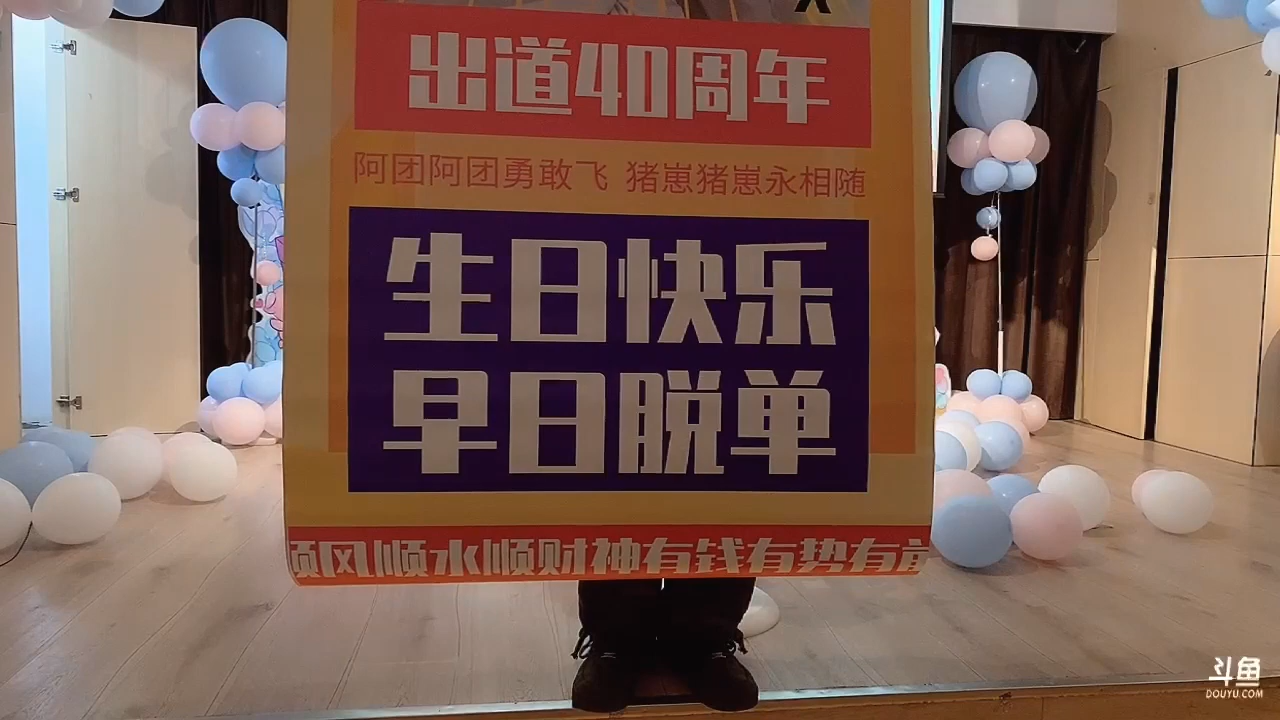 出道40周年
阿团阿团勇敢飞 猪崽猪崽永相随
生日快乐
早日脱单
顺风顺水顺财神有钱有势有
斗鱼
DOUYU.COM